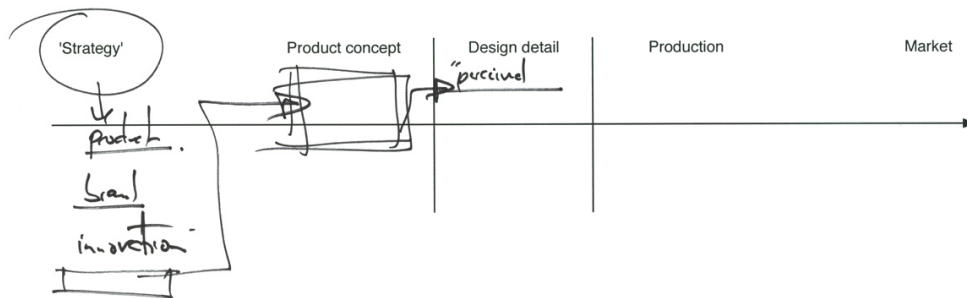 'Strategy' Product concept Design detail Production Market
"perceived
product.
brand
+
innovation